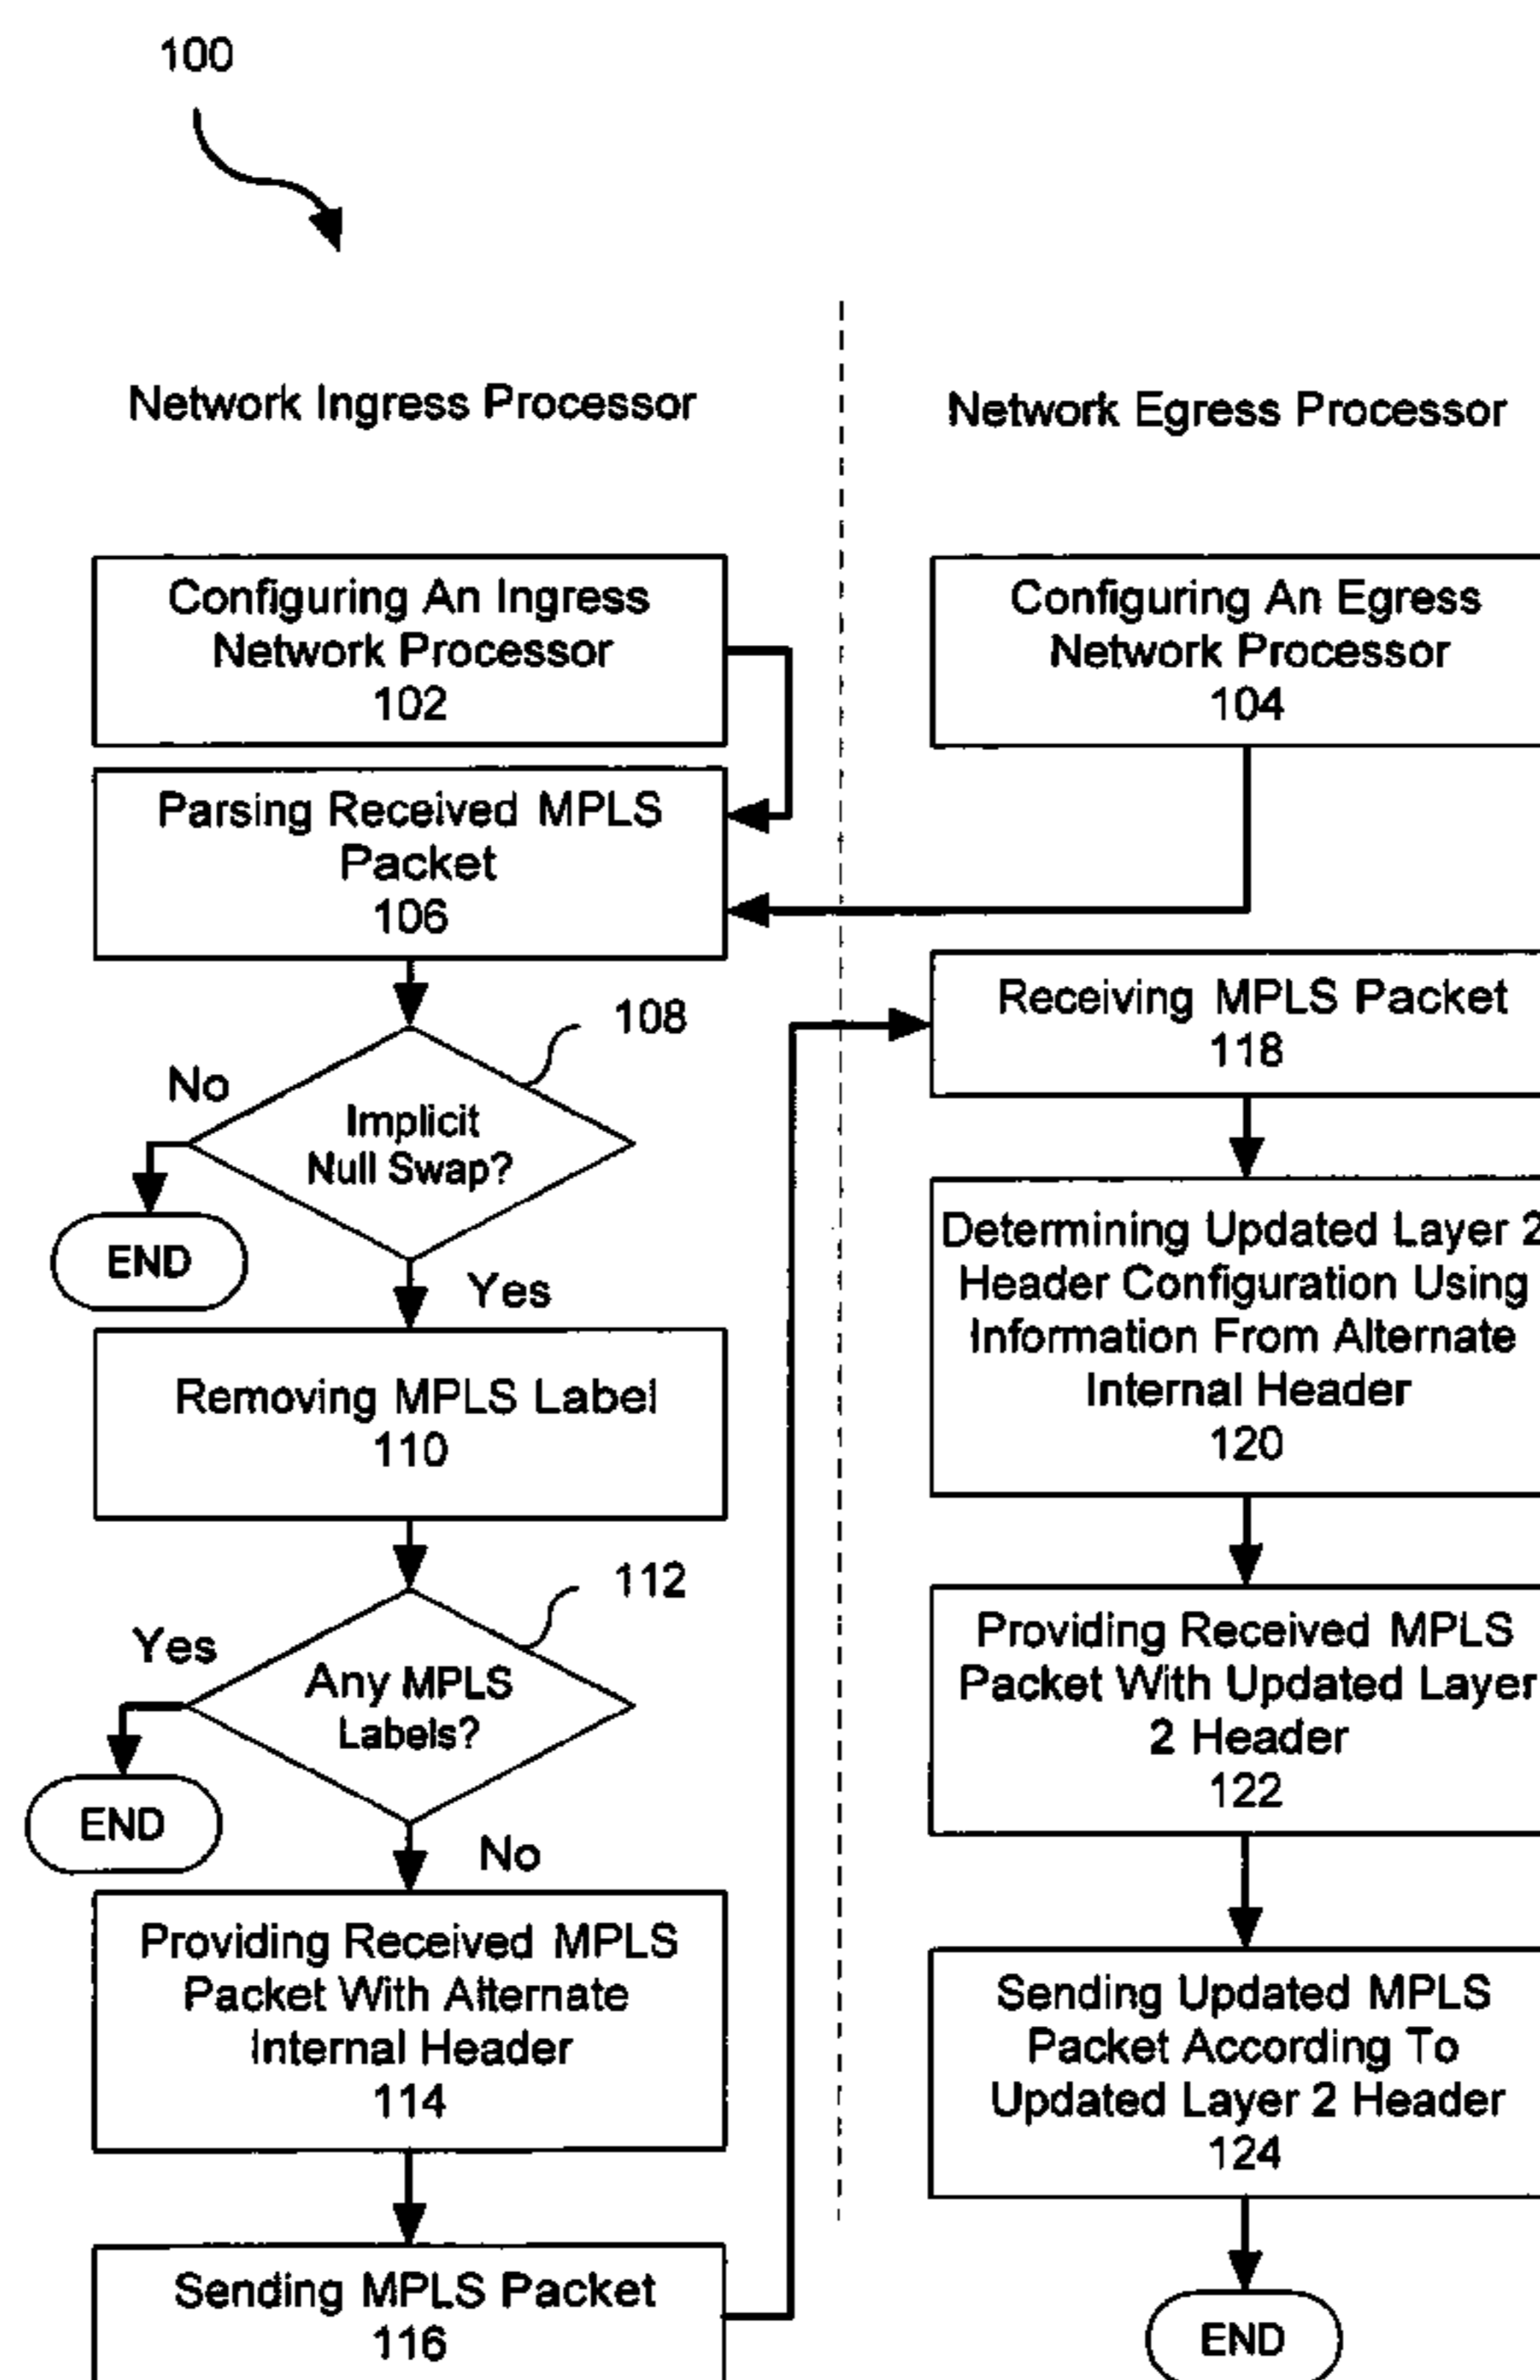 100
Network Ingress Processor
Network Egress Processor
Configuring An Ingress
Network Processor
102
Configuring An Egress
Network Processor
104
Parsing Received MPLS
Packet
106
Receiving MPLS Packet
118
108
No
Implicit
Null Swap?
END
Yes
Determining Updated Layer 2
Header Configuration Using
Information From Alternate
Internal Header
120
Removing MPLS Label
110
112
Yes
Any MPLS
Labels?
END
No
Providing Received MPLS
Packet With Updated Layer
2 Header
122
Providing Received MPLS
Packet With Alternate
Internal Header
114
Sending Updated MPLS
Packet According To
Updated Layer 2 Header
124
Sending MPLS Packet
116
END